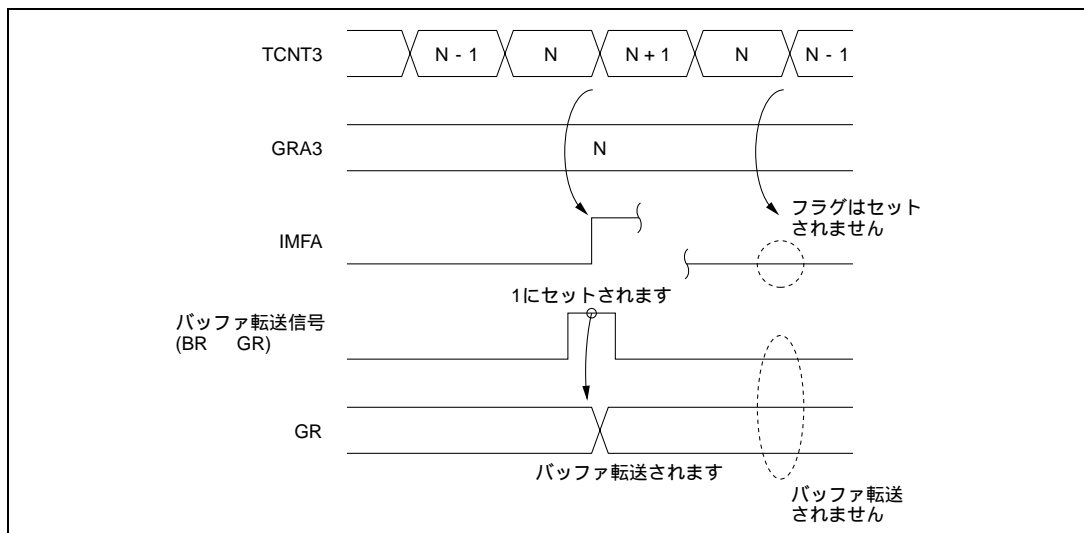 TCNT3 N - 1 N N + 1 N N - 1
GRA3 N
フラグはセット
されません
IMFA
1にセットされます
バッファ転送信号
(BR GR)
GR
バッファ転送されます
バッファ転送
されません